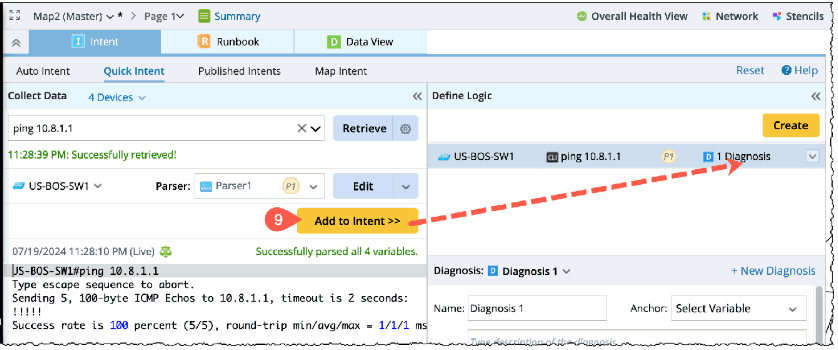 Map2 (Master) * > Page 1 Summary Overall Health View Network Stencils
I Intent R Runbook D Data View
Auto Intent Quick Intent Published Intents Map Intent Reset Help
Collect Data 4 Devices Define Logic
Create
ping 10.8.1.1 Retrieve
11:28:39 PM: Successfully retrieved!
US-BOS-SW1 CLI ping 10.8.1.1 P1 D 1 Diagnosis
US-BOS-SW1 Parser: Parser1 P1 Edit
9 Add to Intent >>
07/19/2024 11:28:10 PM (Live) Successfully parsed all 4 variables.
US-BOS-SW1#ping 10.8.1.1
Type escape sequence to abort.
Sending 5, 100-byte ICMP Echos to 10.8.1.1, timeout is 2 seconds:
!!!!!
Success rate is 100 percent (5/5), round-trip min/avg/max = 1/1/1 ms
Diagnosis: D Diagnosis 1 + New Diagnosis
Name: Diagnosis 1 Anchor: Select Variable
Type description of the diagnosis